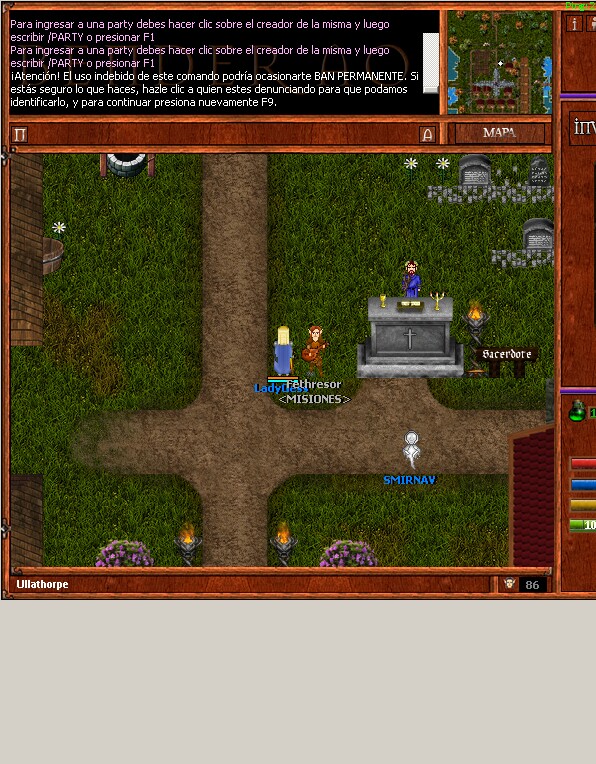 Para ingresar a una party debes hacer clic sobre el creador de la misma y luego
escribir /PARTY o presionar F1
Para ingresar a una party debes hacer clic sobre el creador de la misma y luego
escribir /PARTY o presionar F1
¡Atención! El uso indebido de este comando podría ocasionarte BAN PERMANENTE. Si
estás seguro lo que haces, hazle clic a quien estes denunciando para que podamos
identificarlo, y para continuar presiona nuevamente F9.
MAPA
Sacerdote
<MISIONES>
SMIRNAV
Ullathorpe
86